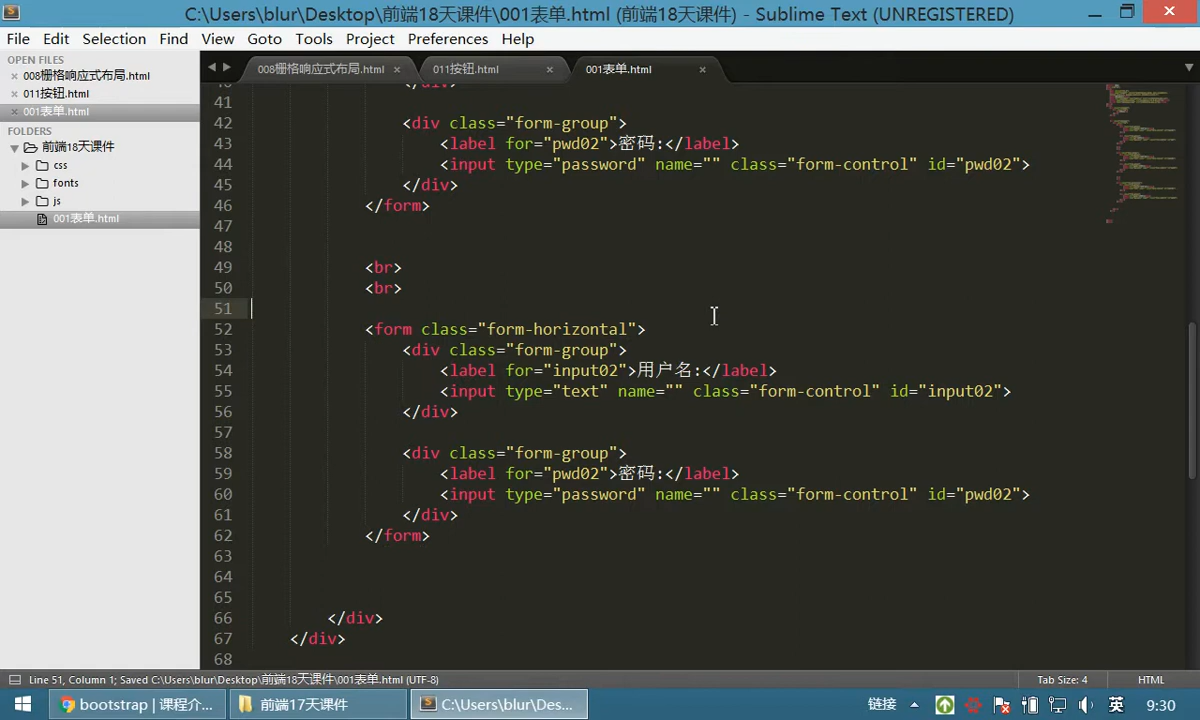 C:\Users\blur\Desktop\前端18天课件\001表单.html (前端18天课件) - Sublime Text (UNREGISTERED)
File Edit Selection Find View Goto Tools Project Preferences Help
OPEN FILES
008栅格响应式布局.html
011按钮.html
001表单.html
FOLDERS
前端18天课件
css
fonts
js
001表单.html
008栅格响应式布局.html 011按钮.html 001表单.html
41
42 <div class="form-group">
43 <label for="pwd02">密码:</label>
44 <input type="password" name="" class="form-control" id="pwd02">
45 </div>
46 </form>
47
48
49 <br>
50 <br>
51
52 <form class="form-horizontal">
53 <div class="form-group">
54 <label for="input02">用户名:</label>
55 <input type="text" name="" class="form-control" id="input02">
56 </div>
57
58 <div class="form-group">
59 <label for="pwd02">密码:</label>
60 <input type="password" name="" class="form-control" id="pwd02">
61 </div>
62 </form>
63
64
65
66 </div>
67 </div>
68
Line 51, Column 1; Saved C:\Users\blur\Desktop\前端18天课件\001表单.html (UTF-8) Tab Size: 4 HTML
bootstrap | 课程介... 前端17天课件 C:\Users\blur\Des... 链接 英 9:30